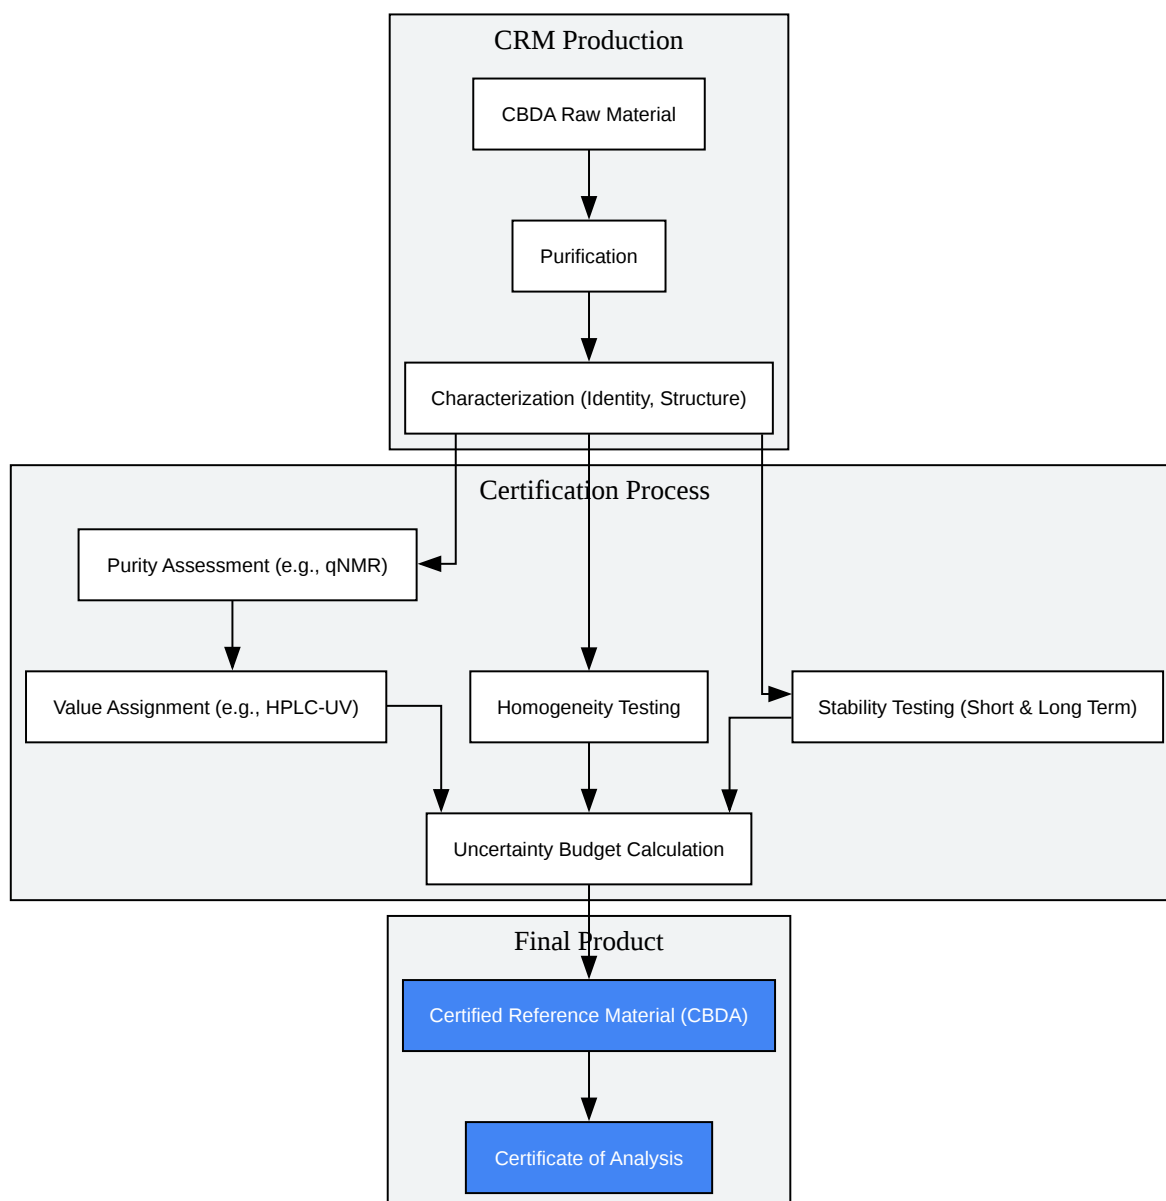 CRM Production
CBDA Raw Material
Purification
Characterization (Identity, Structure)
Certification Process
Purity Assessment (e.g., qNMR)
Value Assignment (e.g., HPLC-UV)
Homogeneity Testing
Stability Testing (Short & Long Term)
Uncertainty Budget Calculation
Final Product
Certified Reference Material (CBDA)
Certificate of Analysis